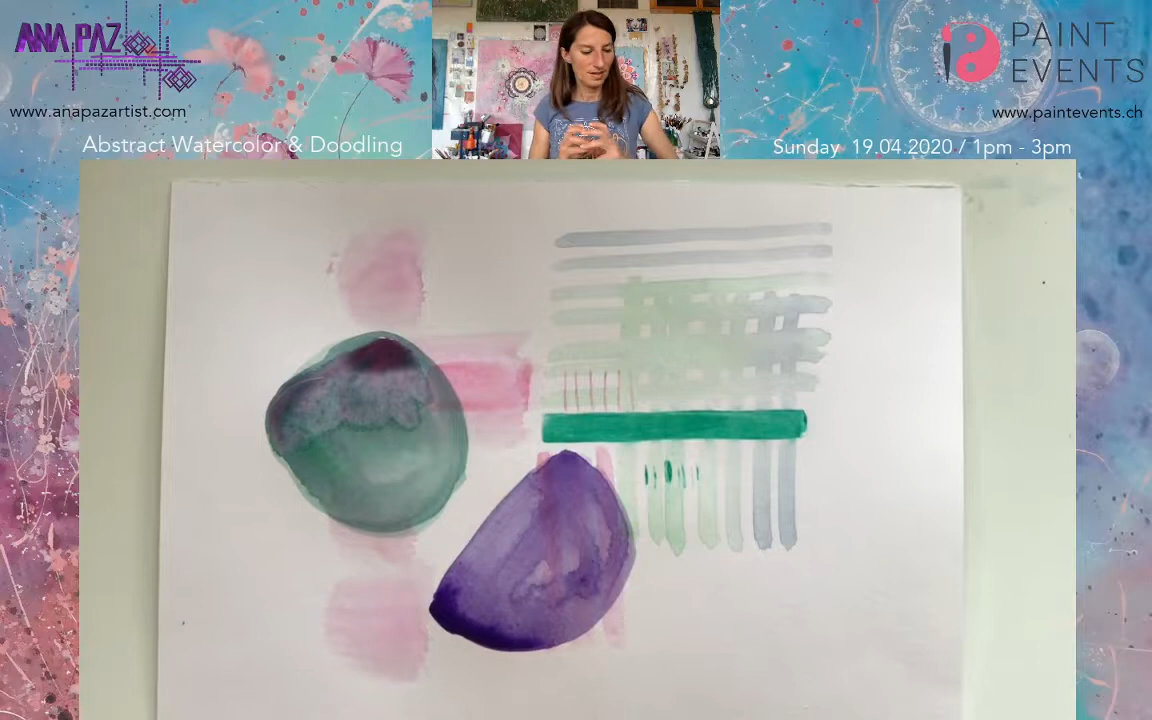 ANA PAZ
www.anapazartist.com
Abstract Watercolor & Doodling
PAINT
EVENTS
www.paintevents.ch
Sunday 19.04.2020 / 1pm - 3pm